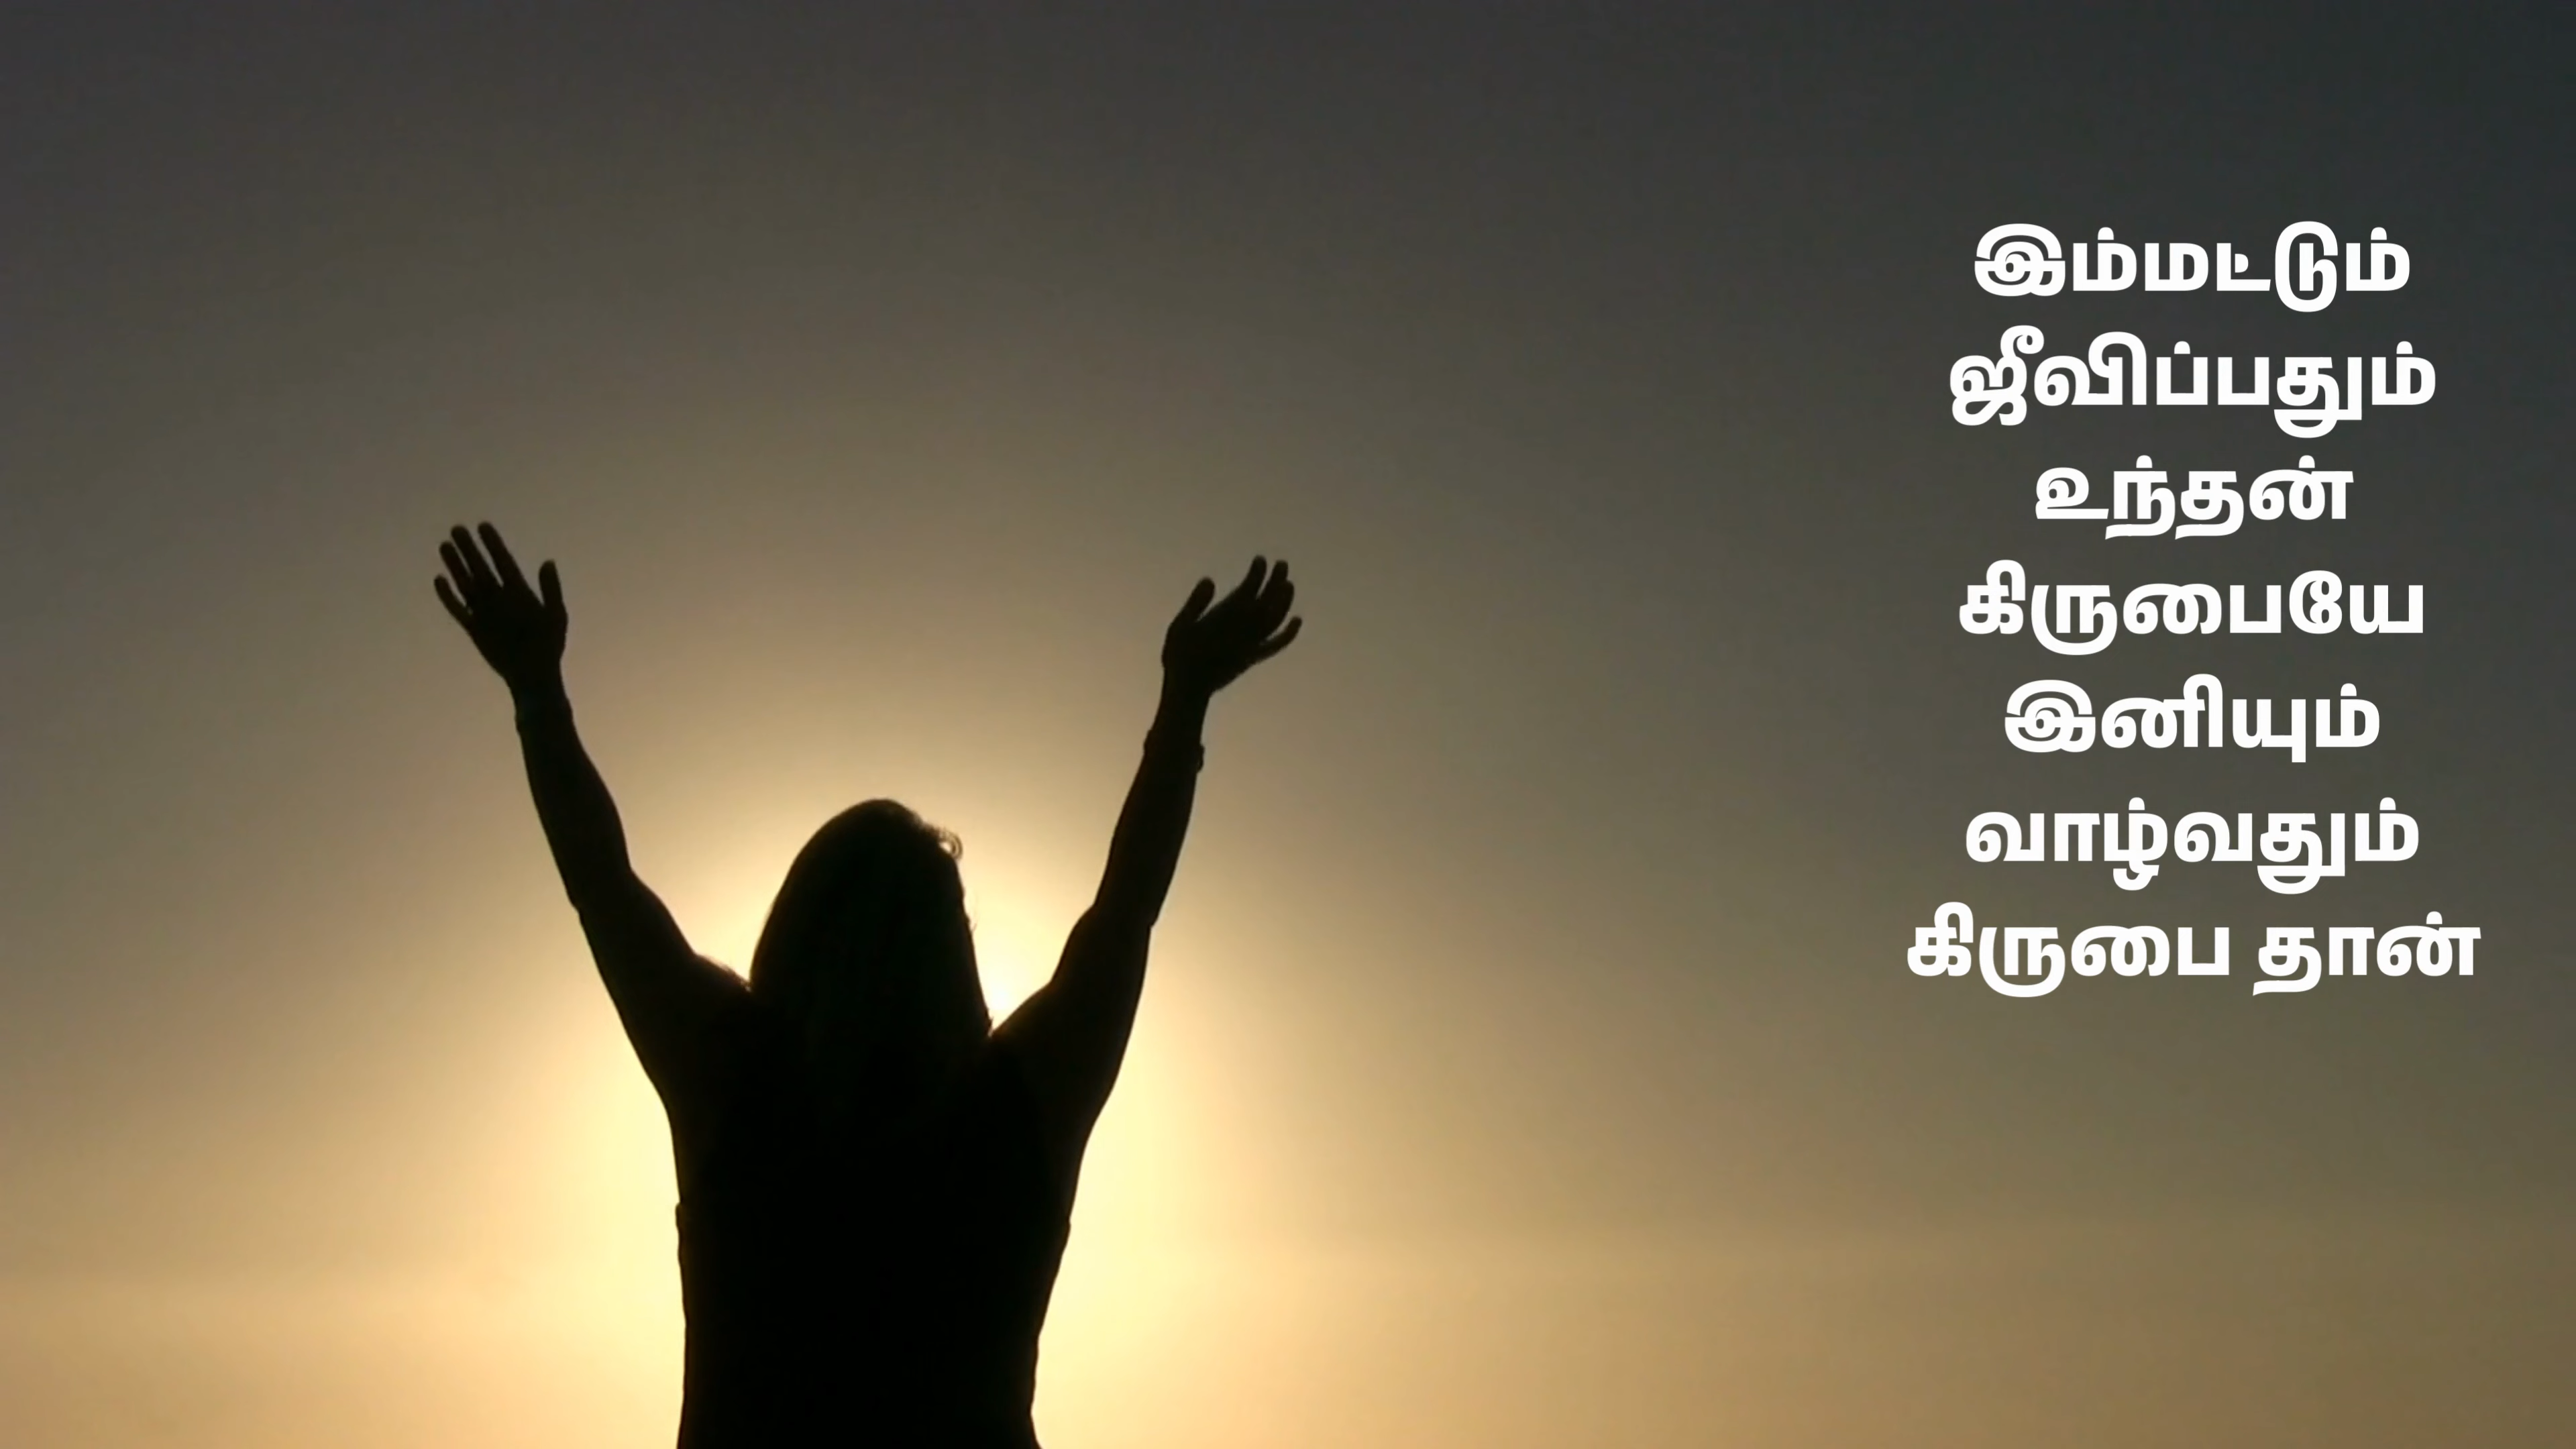 இம்மட்டும்
ஜீவிப்பதும்
உந்தன்
கிருபையே
இனியும்
வாழ்வதும்
கிருபை தான்